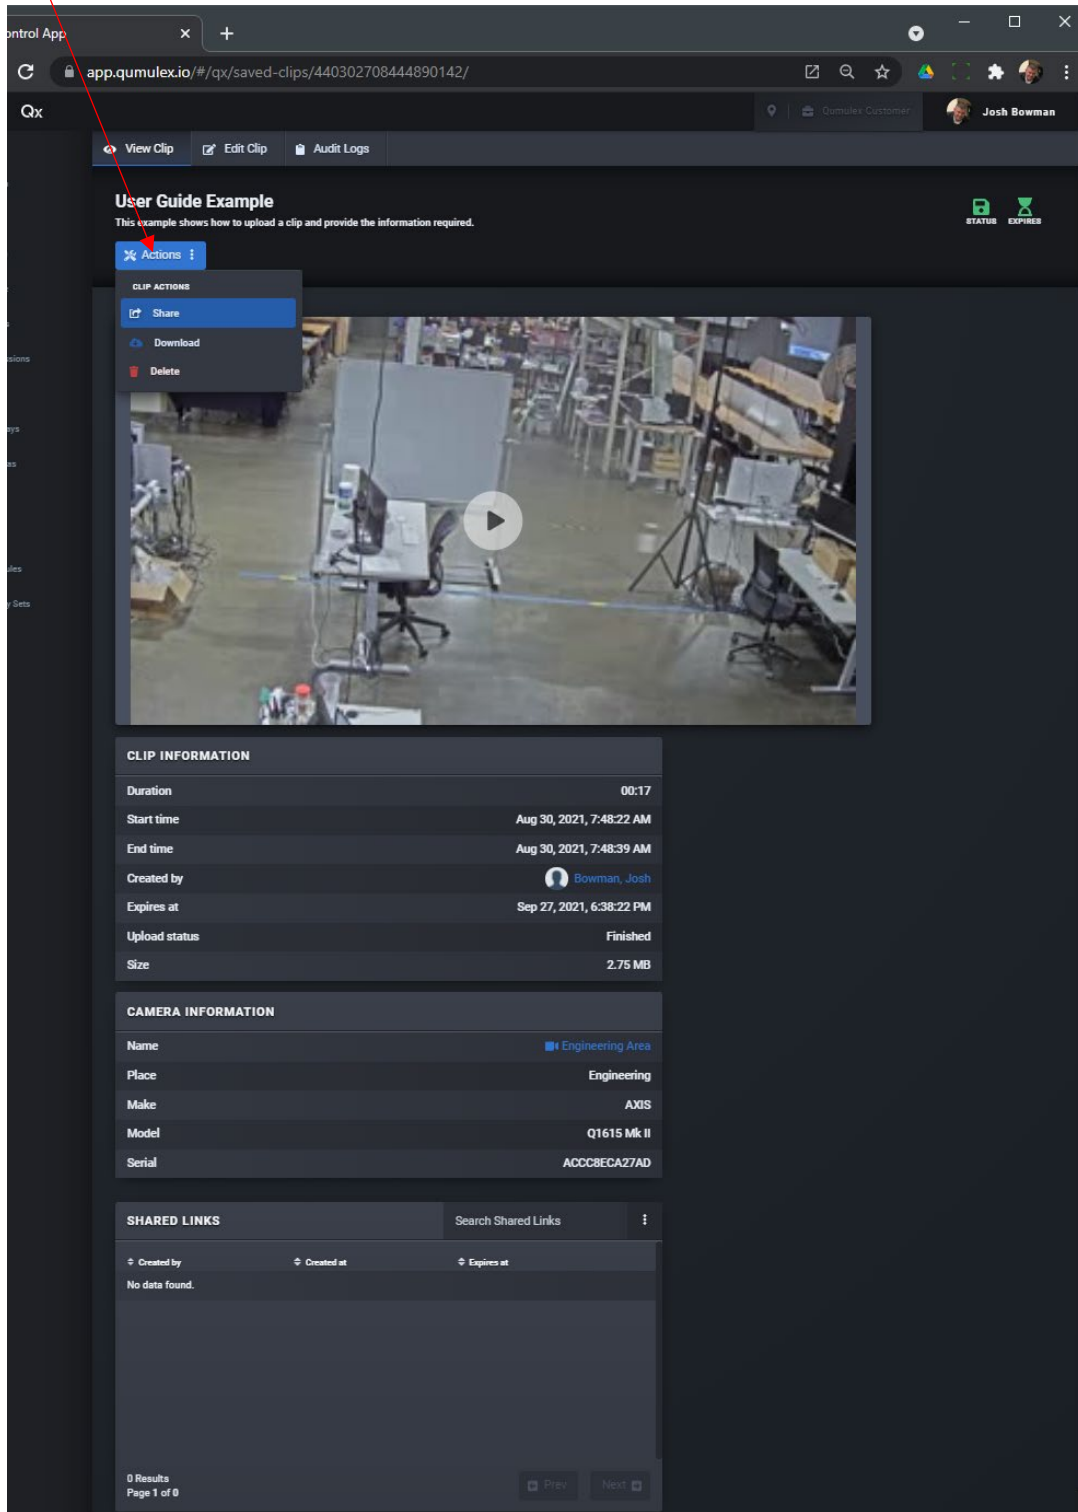 ontrol App
app.qumulex.io/#/qx/saved-clips/440302708444890142/
Qx
Qumulex Customer
Josh Bowman
View Clip Edit Clip Audit Logs
User Guide Example
This example shows how to upload a clip and provide the information required.
STATUS EXPIRES
Actions
CLIP ACTIONS
Share
Download
Delete
ssions
ays
as
ules
y Sets
CLIP INFORMATION
Duration 00:17
Start time Aug 30, 2021, 7:48:22 AM
End time Aug 30, 2021, 7:48:39 AM
Created by Bowman, Josh
Expires at Sep 27, 2021, 6:38:22 PM
Upload status Finished
Size 2.75 MB
CAMERA INFORMATION
Name Engineering Area
Place Engineering
Make AXIS
Model Q1615 Mk II
Serial ACCC8ECA27AD
SHARED LINKS Search Shared Links
Created by Created at Expires at
No data found.
0 Results
Page 1 of 0
Prev Next